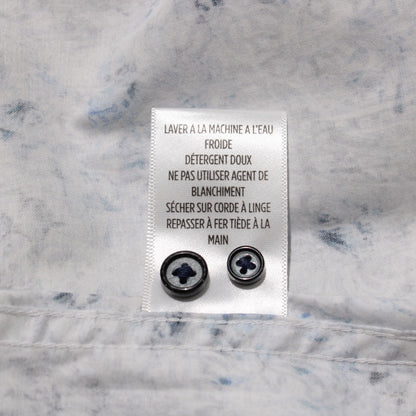 LAVER A LA MACHINE A L'EAU
FROIDE
DÉTERGENT DOUX
NE PAS UTILISER AGENT DE
BLANCHIMENT
SÉCHER SUR CORDE À LINGE
REPASSER À FER TIÈDE À LA
MAIN